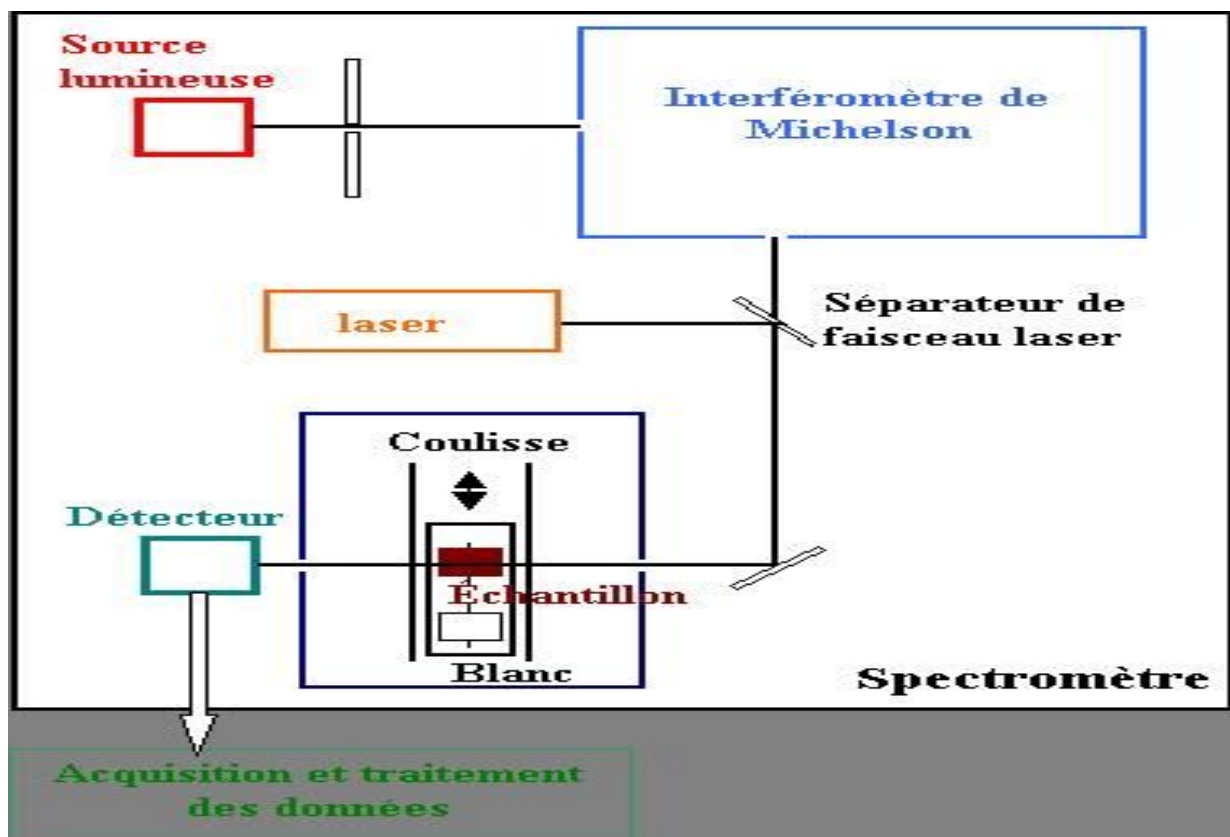 Source
lumineuse
Interféromètre de
Michelson
laser
Séparateur de
faisceau laser
Coulisse
Détecteur
Echantillon
Blanc
Spectromètre
Acquisition et traitement
des données